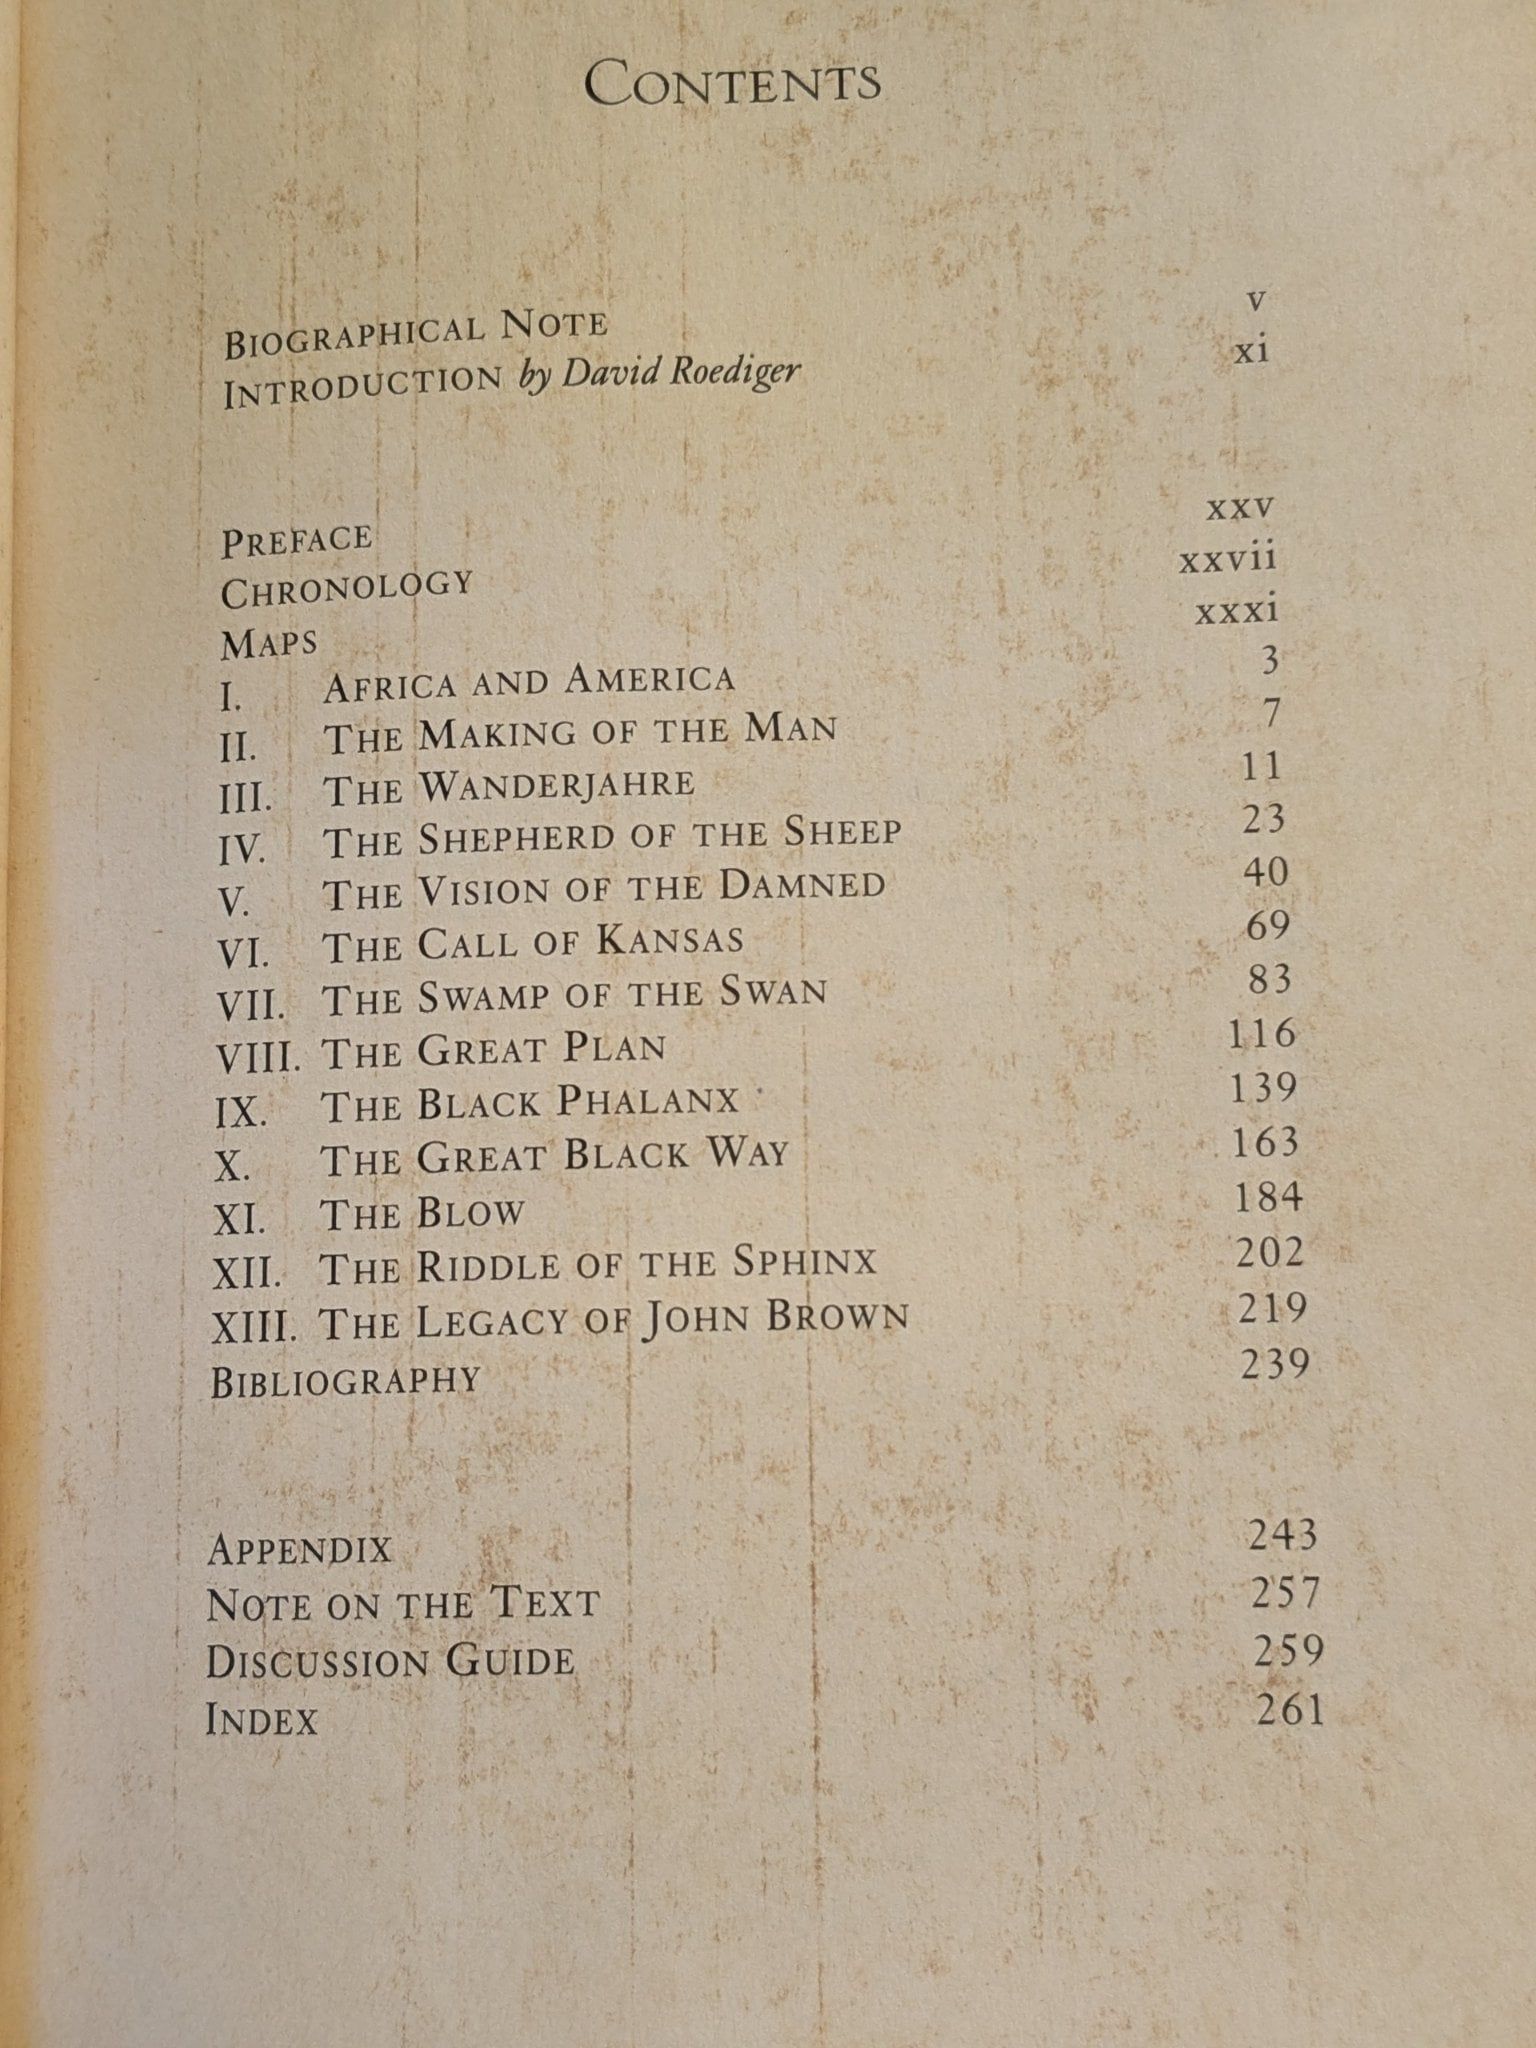 Contents
Biographical Note v
Introduction by David Roediger xi
Preface xxv
Chronology xxvii
Maps xxxi
I. Africa and America 3
II. The Making of the Man 7
III. The Wanderjahre 11
IV. The Shepherd of the Sheep 23
V. The Vision of the Damned 40
VI. The Call of Kansas 69
VII. The Swamp of the Swan 83
VIII. The Great Plan 116
IX. The Black Phalanx 139
X. The Great Black Way 163
XI. The Blow 184
XII. The Riddle of the Sphinx 202
XIII. The Legacy of John Brown 219
Bibliography 239
Appendix 243
Note on the Text 257
Discussion Guide 259
Index 261